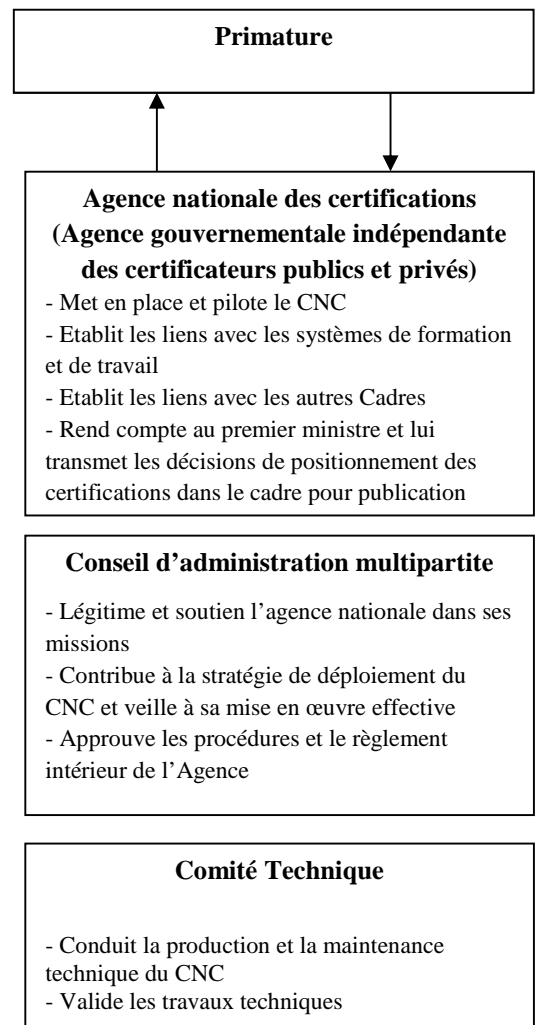 Primature
Agence nationale des certifications
(Agence gouvernementale indépendante
des certificateurs publics et privés)
- Met en place et pilote le CNC
- Etablit les liens avec les systèmes de formation
et de travail
- Etablit les liens avec les autres Cadres
- Rend compte au premier ministre et lui
transmet les décisions de positionnement des
certifications dans le cadre pour publication
Conseil d’administration multipartite
- Légitime et soutien l’agence nationale dans ses
missions
- Contribue à la stratégie de déploiement du
CNC et veille à sa mise en œuvre effective
- Approuve les procédures et le règlement
intérieur de l’Agence
Comité Technique
- Conduit la production et la maintenance
technique du CNC
- Valide les travaux techniques